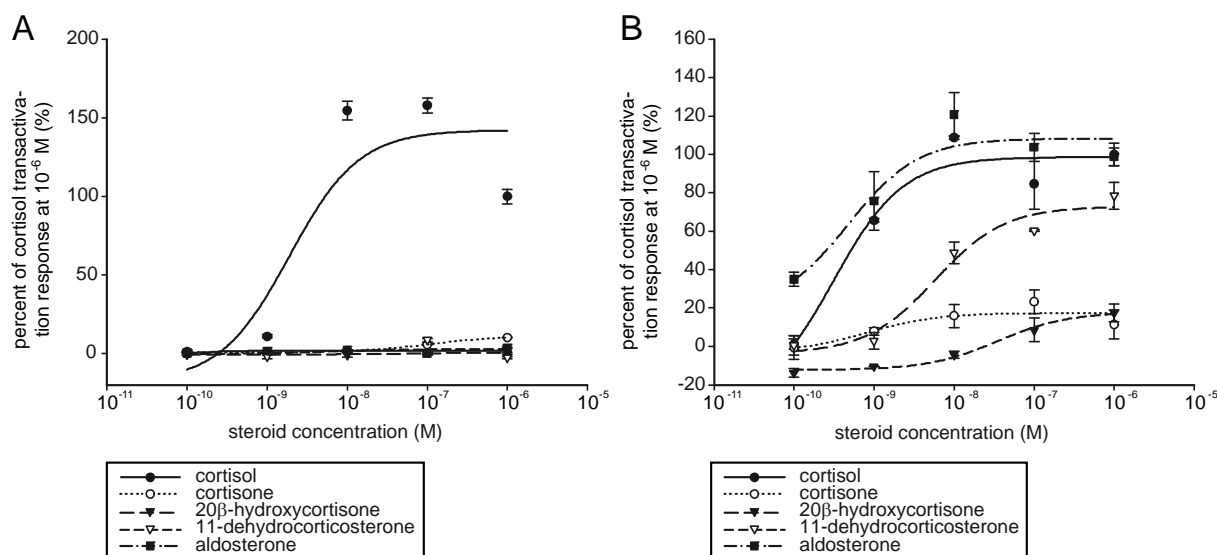 A
percent of cortisol transactiva-
tion response at 10⁻⁶ M (%)
200
150
100
50
0
10⁻¹¹ 10⁻¹⁰ 10⁻⁹ 10⁻⁸ 10⁻⁷ 10⁻⁶ 10⁻⁵
steroid concentration (M)
cortisol
cortisone
20β-hydroxycortisone
11-dehydrocorticosterone
aldosterone
B
percent of cortisol transactiva-
tion response at 10⁻⁶ M (%)
160
140
120
100
80
60
40
20
0
-20
10⁻¹¹ 10⁻¹⁰ 10⁻⁹ 10⁻⁸ 10⁻⁷ 10⁻⁶ 10⁻⁵
steroid concentration (M)
cortisol
cortisone
20β-hydroxycortisone
11-dehydrocorticosterone
aldosterone